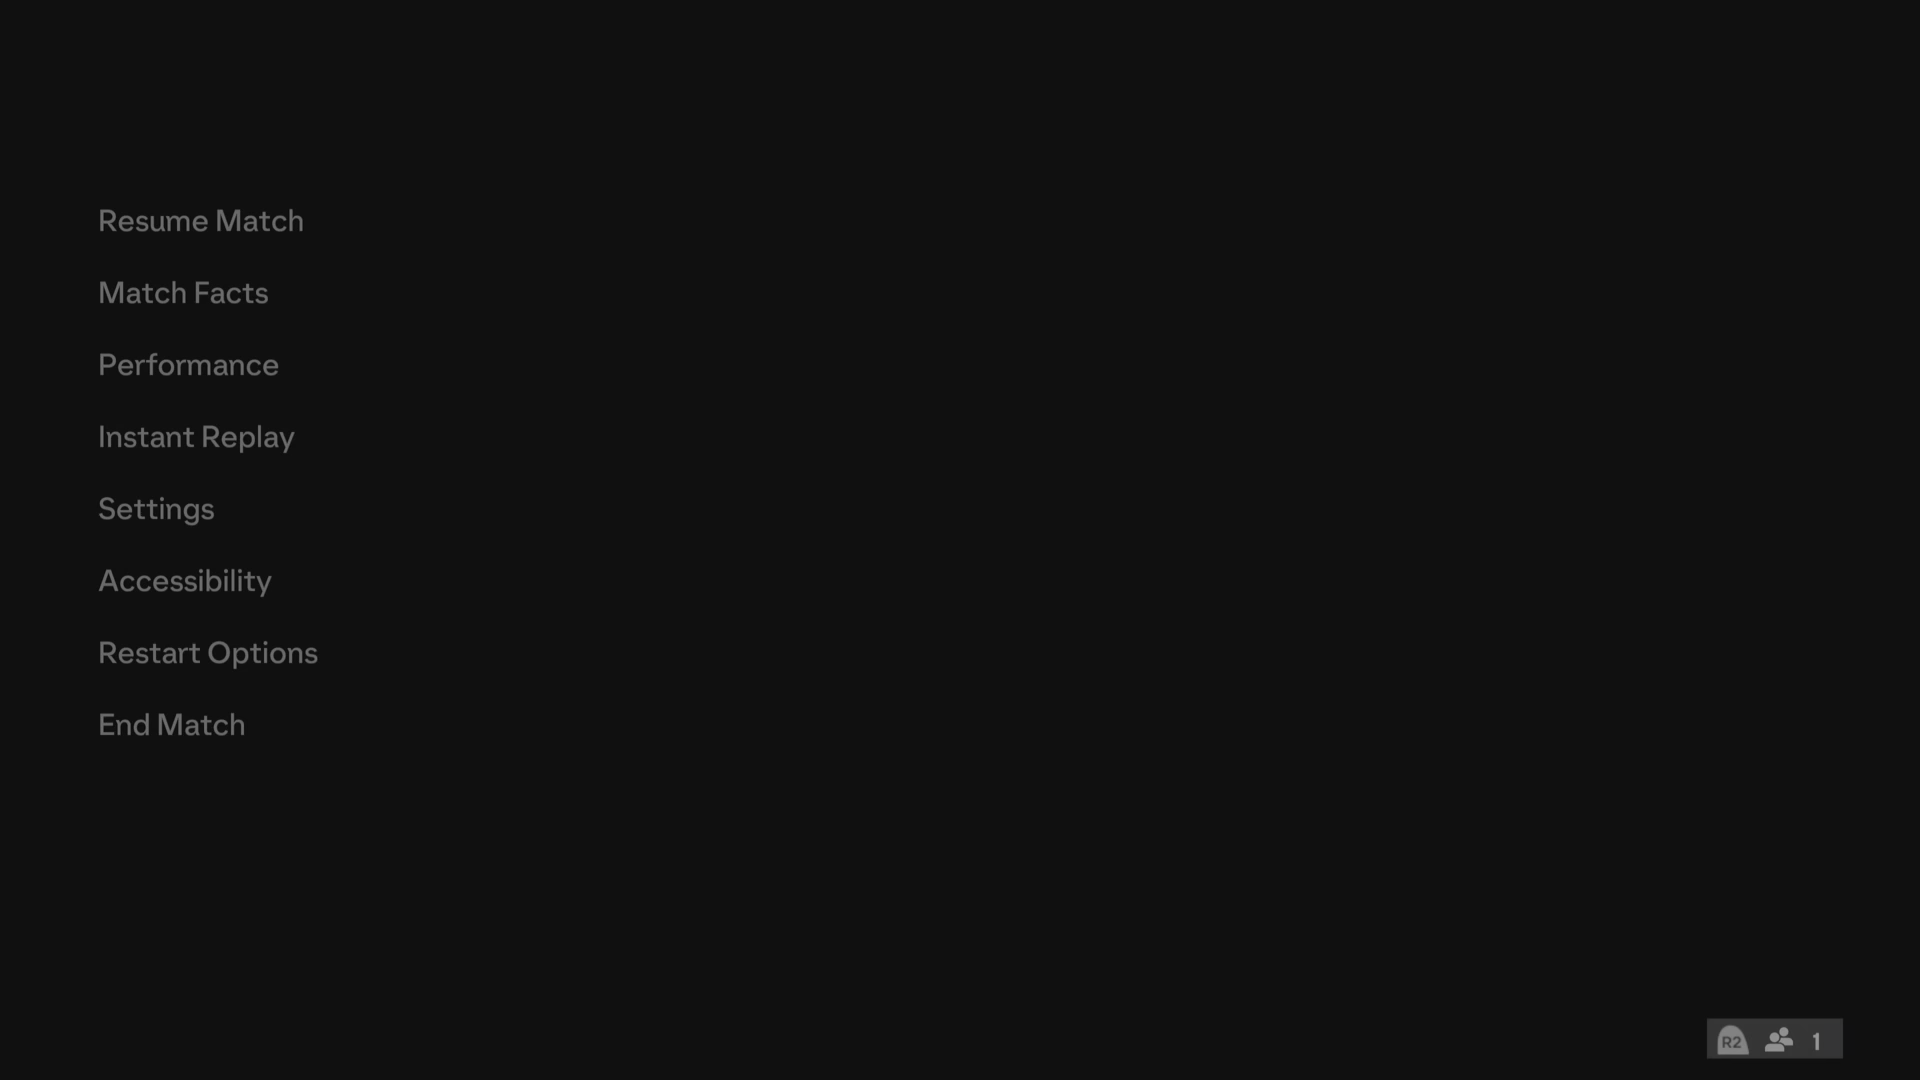 Resume Match
Match Facts
Performance
Instant Replay
Settings
Accessibility
Restart Options
End Match
R2 1